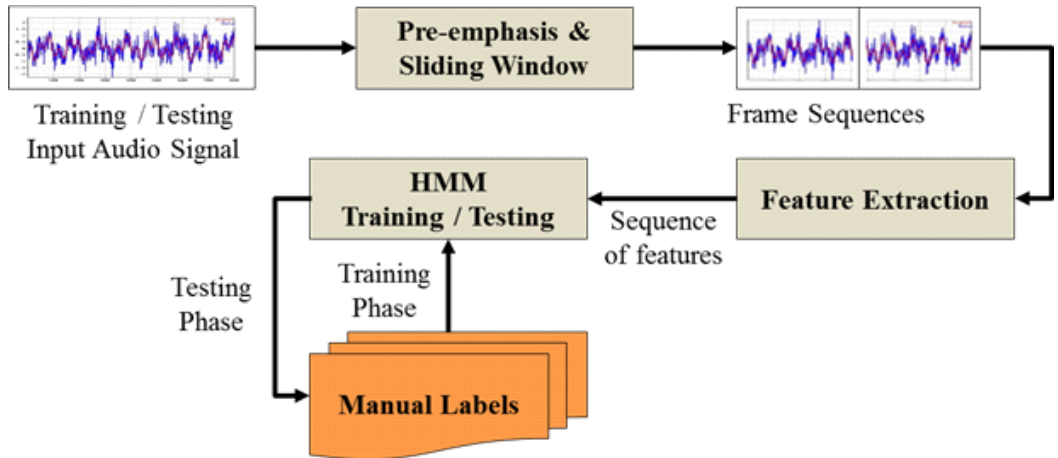 Pre-emphasis &
Sliding Window
Training / Testing
Input Audio Signal
Frame Sequences
HMM
Training / Testing
Sequence
of features
Feature Extraction
Testing
Phase
Training
Phase
Manual Labels